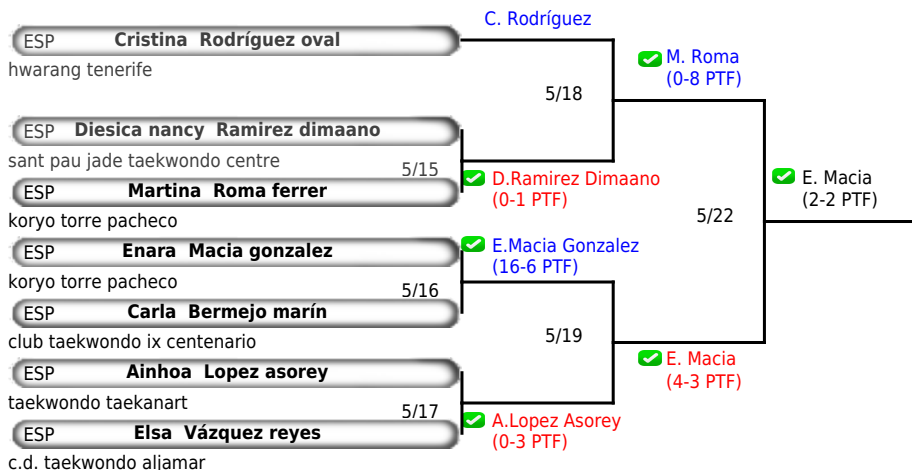 C. Rodríguez
ESP Cristina Rodríguez oval
hwarang tenerife
M. Roma
(0-8 PTF)
5/18
ESP Diesica nancy Ramirez dimaano
sant pau jade taekwondo centre
5/15
D.Ramirez Dimaano
(0-1 PTF)
ESP Martina Roma ferrer
koryo torre pacheco
E. Macia
(2-2 PTF)
5/22
ESP Enara Macia gonzalez
koryo torre pacheco
E.Macia Gonzalez
(16-6 PTF)
5/16
ESP Carla Bermejo marín
club taekwondo ix centenario
5/19
E. Macia
(4-3 PTF)
ESP Ainhoa Lopez asorey
taekwondo taekanart
5/17
A.Lopez Asorey
(0-3 PTF)
ESP Elsa Vázquez reyes
c.d. taekwondo aljamar